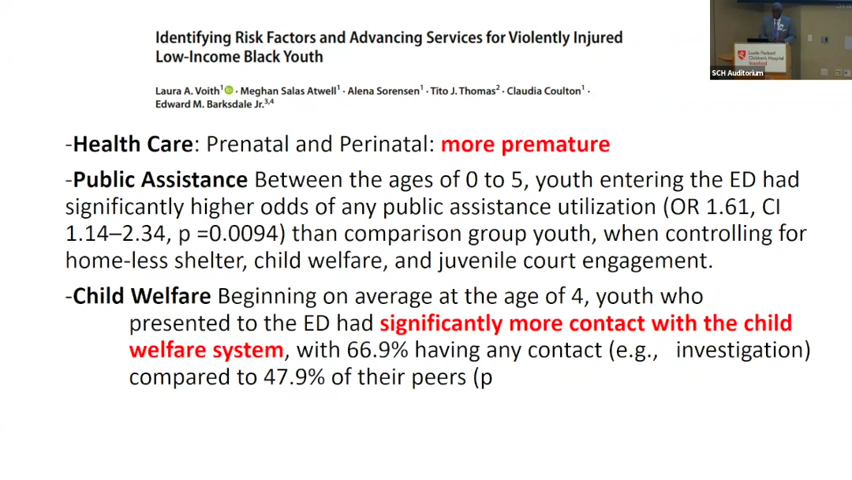 Identifying Risk Factors and Advancing Services for Violently Injured
Low-Income Black Youth
Laura A. Voith¹ · Meghan Salas Atwell¹ · Alena Sorensen¹ · Tito J. Thomas² · Claudia Coulton¹ ·
Edward M. Barksdale Jr.³,⁴
-Health Care: Prenatal and Perinatal: more premature
-Public Assistance Between the ages of 0 to 5, youth entering the ED had
significantly higher odds of any public assistance utilization (OR 1.61, CI
1.14–2.34, p =0.0094) than comparison group youth, when controlling for
home-less shelter, child welfare, and juvenile court engagement.
-Child Welfare Beginning on average at the age of 4, youth who
presented to the ED had significantly more contact with the child
welfare system, with 66.9% having any contact (e.g., investigation)
compared to 47.9% of their peers (p
Lucile Packard
Children's Hospital
Stanford
SCH Auditorium